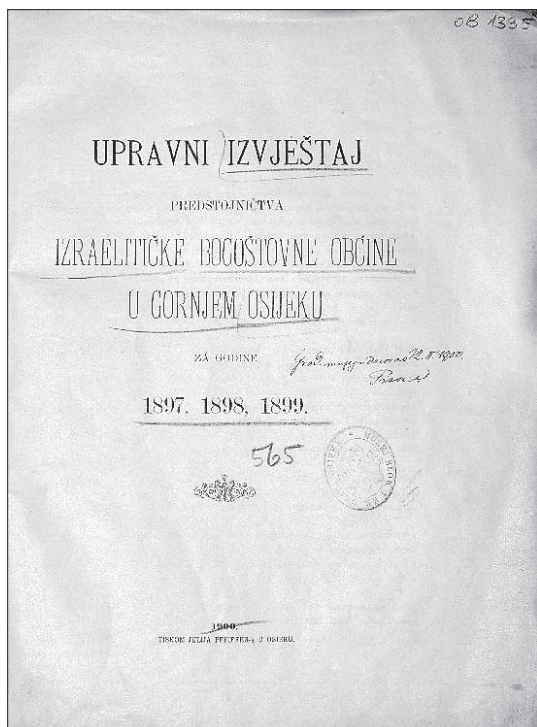 OB 1335
UPRAVNI IZVJEŠTAJ
PREDSTOJNIČTVA
IZRAELITIČKE BOGOŠTOVNE OBĆINE
U GORNJEM OSIJEKU
ZA GODINE
1897, 1898, 1899.
565
1900.
TISKOM JULIJA PFEIFFER-a U OSIEKU.